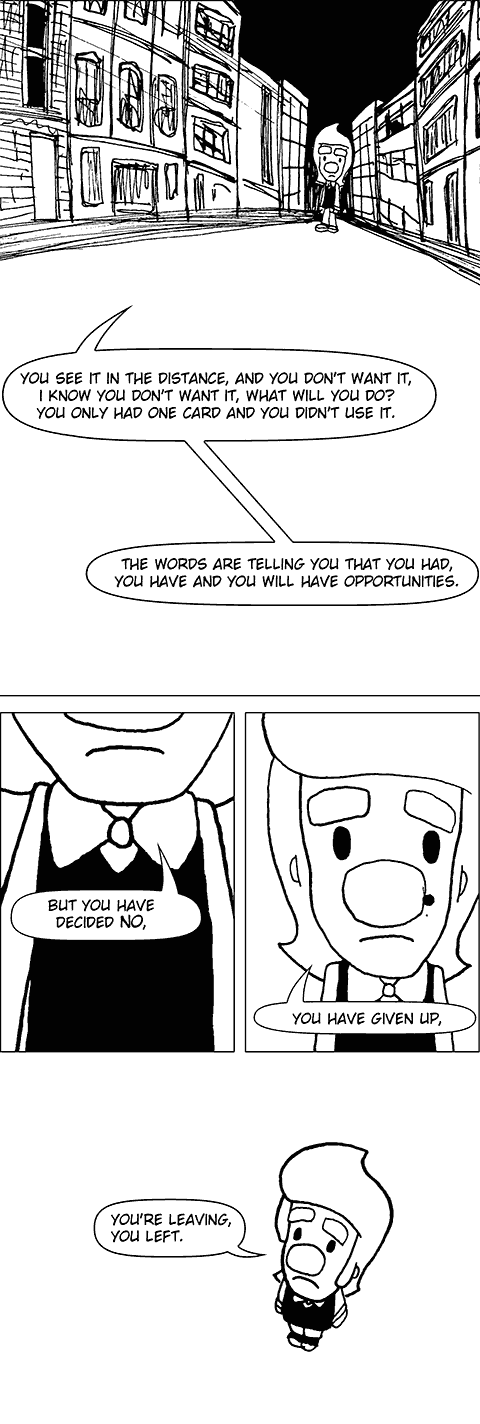 YOU SEE IT IN THE DISTANCE, AND YOU DON'T WANT IT,
I KNOW YOU DON'T WANT IT, WHAT WILL YOU DO?
YOU ONLY HAD ONE CARD AND YOU DIDN'T USE IT.
THE WORDS ARE TELLING YOU THAT YOU HAD,
YOU HAVE AND YOU WILL HAVE OPPORTUNITIES.
BUT YOU HAVE
DECIDED NO,
YOU HAVE GIVEN UP,
YOU'RE LEAVING,
YOU LEFT.